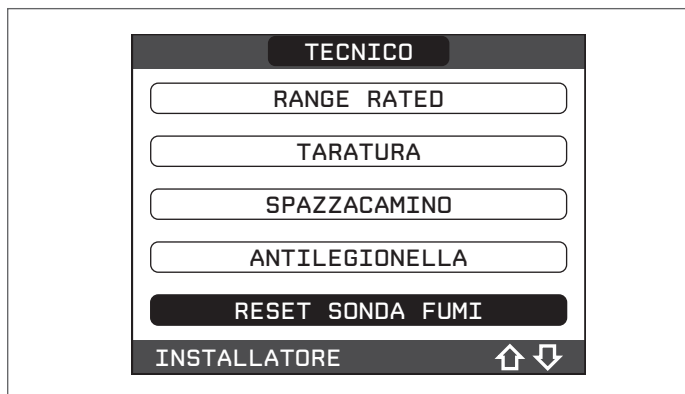 TECNICO
RANGE RATED
TARATURA
SPAZZACAMINO
ANTILEGIONELLA
RESET SONDA FUMI
INSTALLATORE